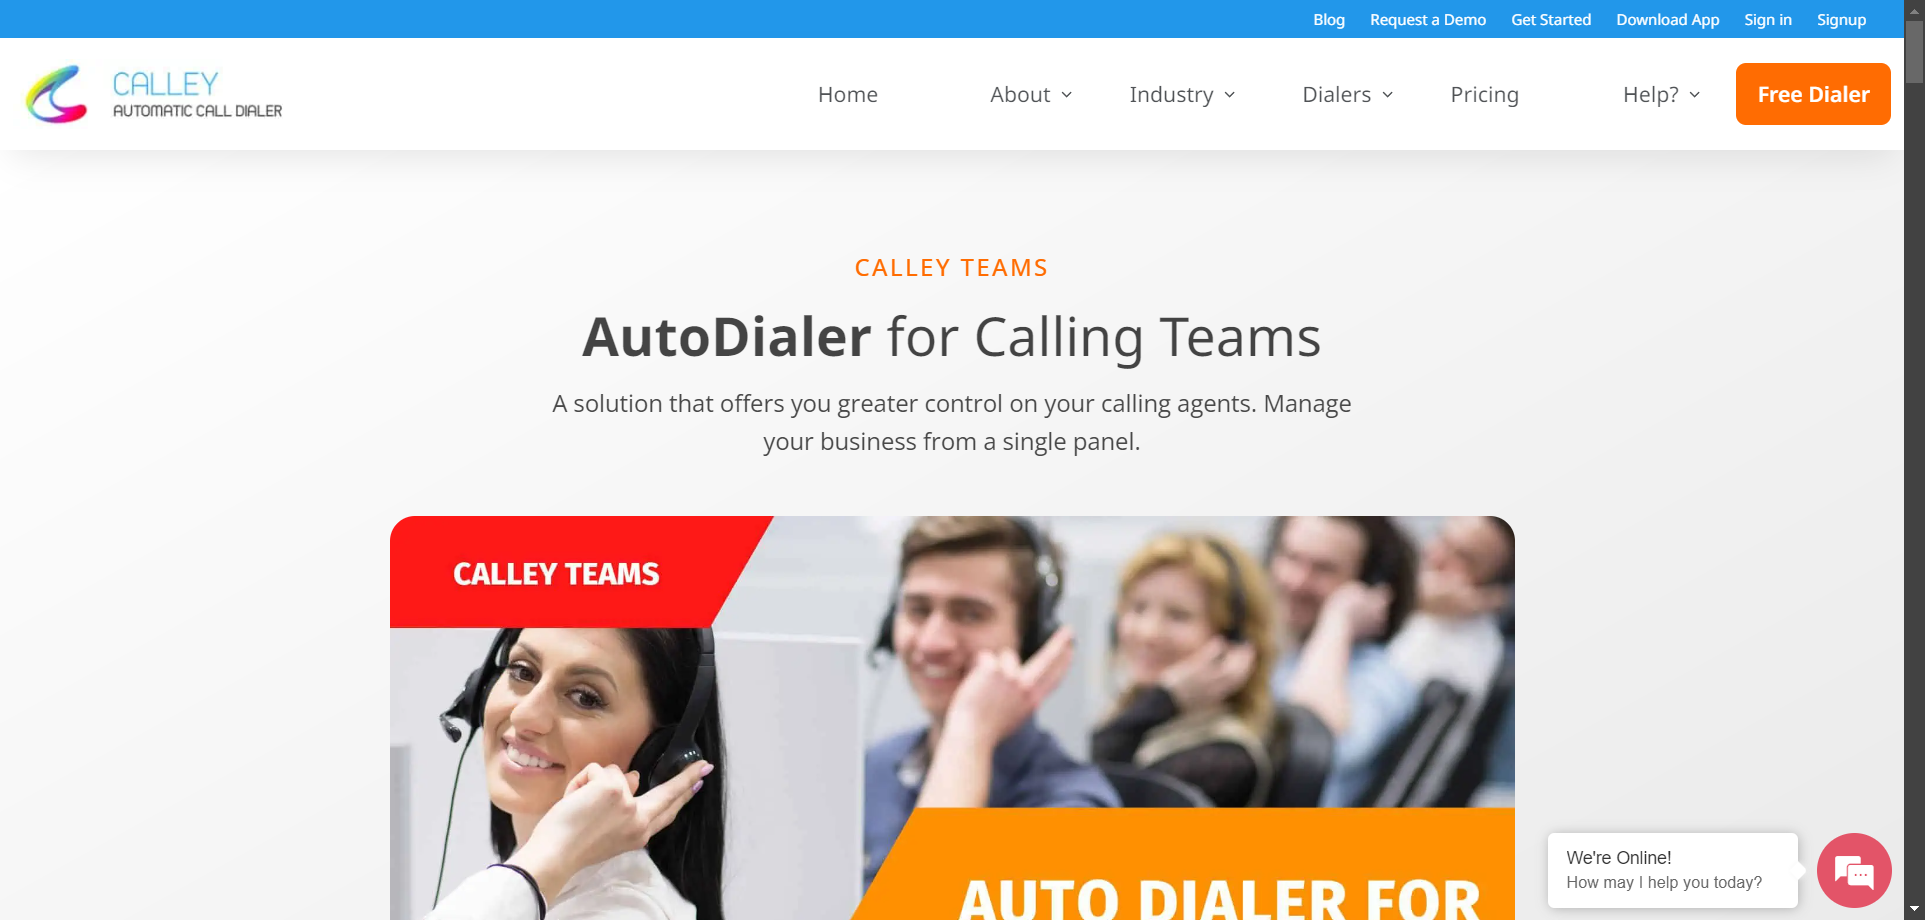 Blog Request a Demo Get Started Download App Sign in Signup
CALLEY
AUTOMATIC CALL DIALER
Home About Industry Dialers Pricing Help? Free Dialer
CALLEY TEAMS
AutoDialer for Calling Teams
A solution that offers you greater control on your calling agents. Manage
your business from a single panel.
CALLEY TEAMS
AUTO DIALER FOR
We're Online!
How may I help you today?